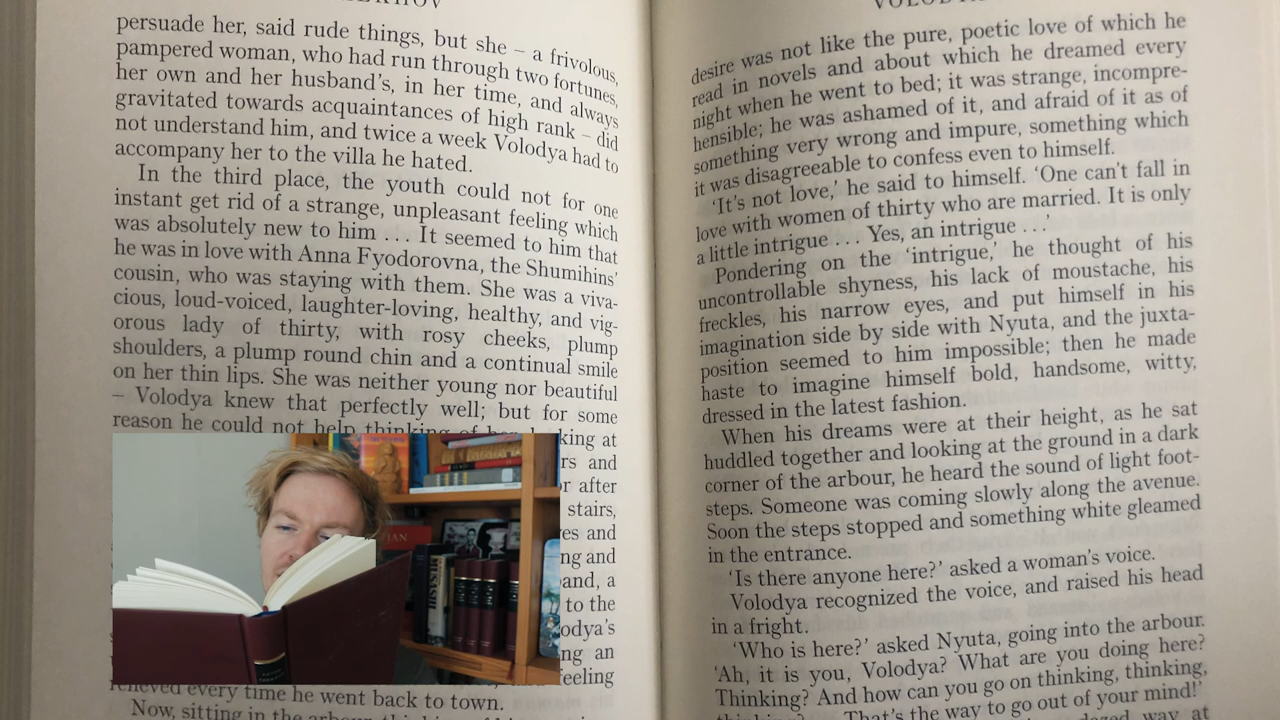 persuade her, said rude things, but she – a frivolous,
pampered woman, who had run through two fortunes,
her own and her husband's, in her time, and always
gravitated towards acquaintances of high rank – did
not understand him, and twice a week Volodya had to
accompany her to the villa he hated.
In the third place, the youth could not for one
instant get rid of a strange, unpleasant feeling which
was absolutely new to him ... It seemed to him that
he was in love with Anna Fyodorovna, the Shumihins'
cousin, who was staying with them. She was a viva-
cious, loud-voiced, laughter-loving, healthy, and vig-
orous lady of thirty, with rosy cheeks, plump
shoulders, a plump round chin and a continual smile
on her thin lips. She was neither young nor beautiful
– Volodya knew that perfectly well; but for some
reason he could not help thinking of
at
and
after
stairs,
and
and
a
to the
an
feeling
relieved every time he went back to town.
Now, sitting in the arbour
desire was not like the pure, poetic love of which he
read in novels and about which he dreamed every
night when he went to bed; it was strange, incompre-
hensible; he was ashamed of it, and afraid of it as of
something very wrong and impure, something which
it was disagreeable to confess even to himself.
'It's not love,' he said to himself. 'One can't fall in
love with women of thirty who are married. It is only
a little intrigue ... Yes, an intrigue ...'
Pondering on the 'intrigue,' he thought of his
uncontrollable shyness, his lack of moustache, his
freckles, his narrow eyes, and put himself in his
imagination side by side with Nyuta, and the juxta-
position seemed to him impossible; then he made
haste to imagine himself bold, handsome, witty,
dressed in the latest fashion.
When his dreams were at their height, as he sat
huddled together and looking at the ground in a dark
corner of the arbour, he heard the sound of light foot-
steps. Someone was coming slowly along the avenue.
Soon the steps stopped and something white gleamed
in the entrance.
'Is there anyone here?' asked a woman's voice.
Volodya recognized the voice, and raised his head
in a fright.
'Who is here?' asked Nyuta, going into the arbour.
'Ah, it is you, Volodya? What are you doing here?
Thinking? And how can you go on thinking, thinking,
That's the way to go out of your mind!'
way at
MUSASHI